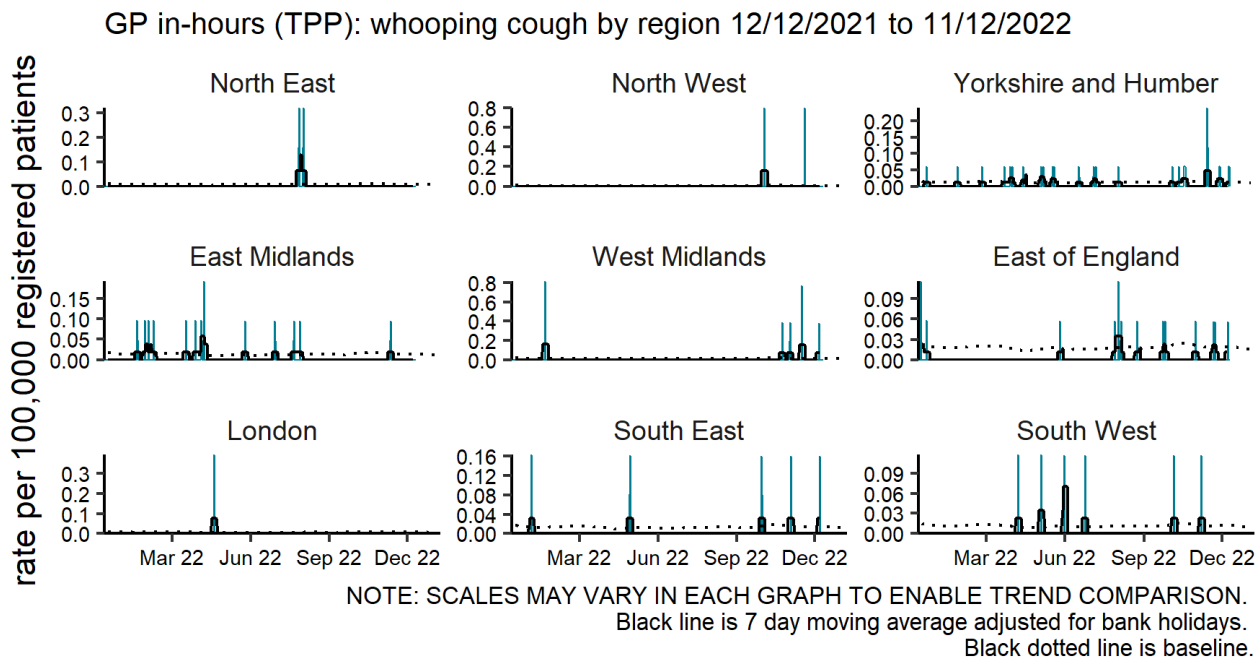 GP in-hours (TPP): whooping cough by region 12/12/2021 to 11/12/2022
rate per 100,000 registered patients
North East
0.3
0.2
0.1
0.0
North West
0.8
0.6
0.4
0.2
0.0
Yorkshire and Humber
0.20
0.15
0.10
0.05
0.00
East Midlands
0.15
0.10
0.05
0.00
West Midlands
0.8
0.6
0.4
0.2
0.0
East of England
0.09
0.06
0.03
0.00
London
0.3
0.2
0.1
0.0
Mar 22 Jun 22 Sep 22 Dec 22
South East
0.16
0.12
0.08
0.04
0.00
Mar 22 Jun 22 Sep 22 Dec 22
South West
0.09
0.06
0.03
0.00
Mar 22 Jun 22 Sep 22 Dec 22
NOTE: SCALES MAY VARY IN EACH GRAPH TO ENABLE TREND COMPARISON.
Black line is 7 day moving average adjusted for bank holidays.
Black dotted line is baseline.